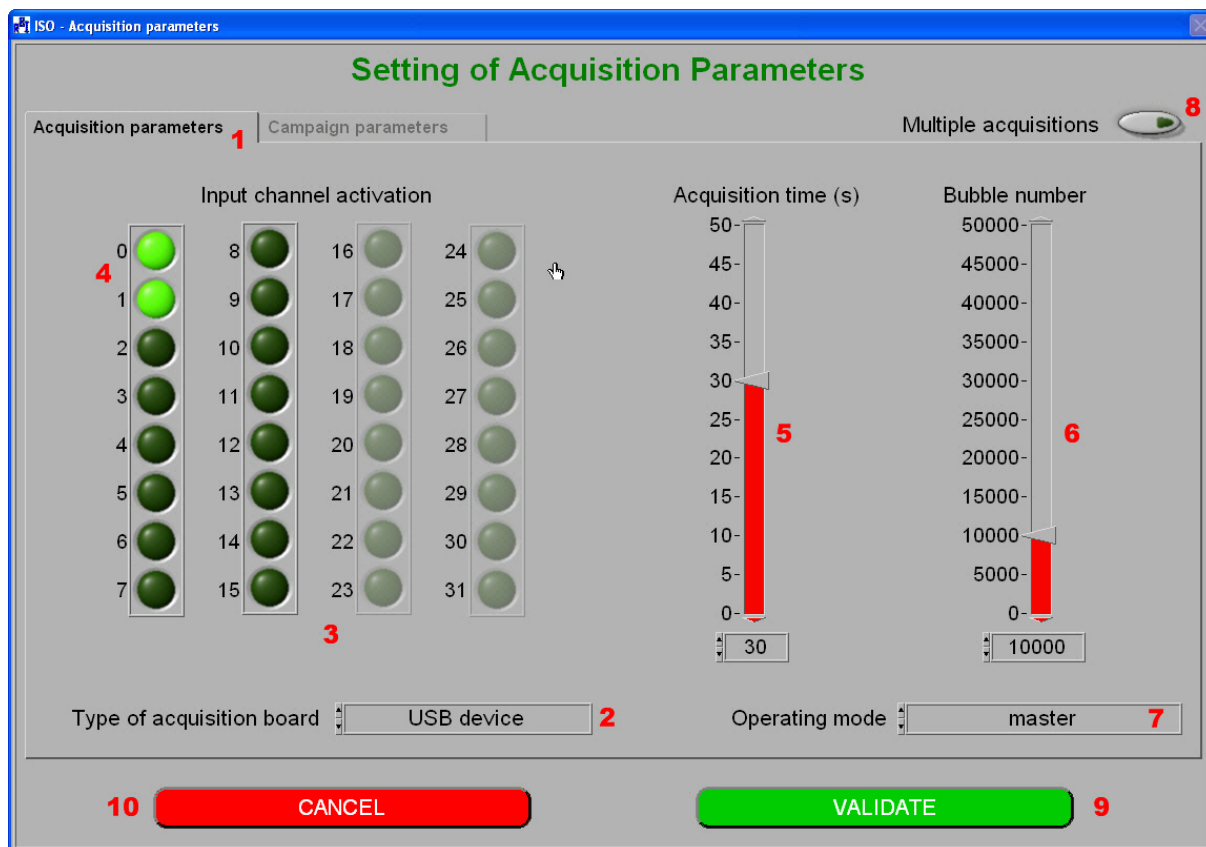 ISO - Acquisition parameters
Setting of Acquisition Parameters
Acquisition parameters 1 Campaign parameters Multiple acquisitions 8
Input channel activation Acquisition time (s) Bubble number
50- 50000-
0 8 16 24
4 45- 45000-
1 9 17 25 40- 40000-
2 10 18 26 35- 35000-
3 11 19 27 30- 30000-
4 12 20 28 25- 5 25000- 6
20- 20000-
5 13 21 29 15- 15000-
6 14 22 30 10- 10000-
7 15 23 31 5- 5000-
3 0- 0-
30 10000
Type of acquisition board USB device 2 Operating mode master 7
10 CANCEL VALIDATE 9